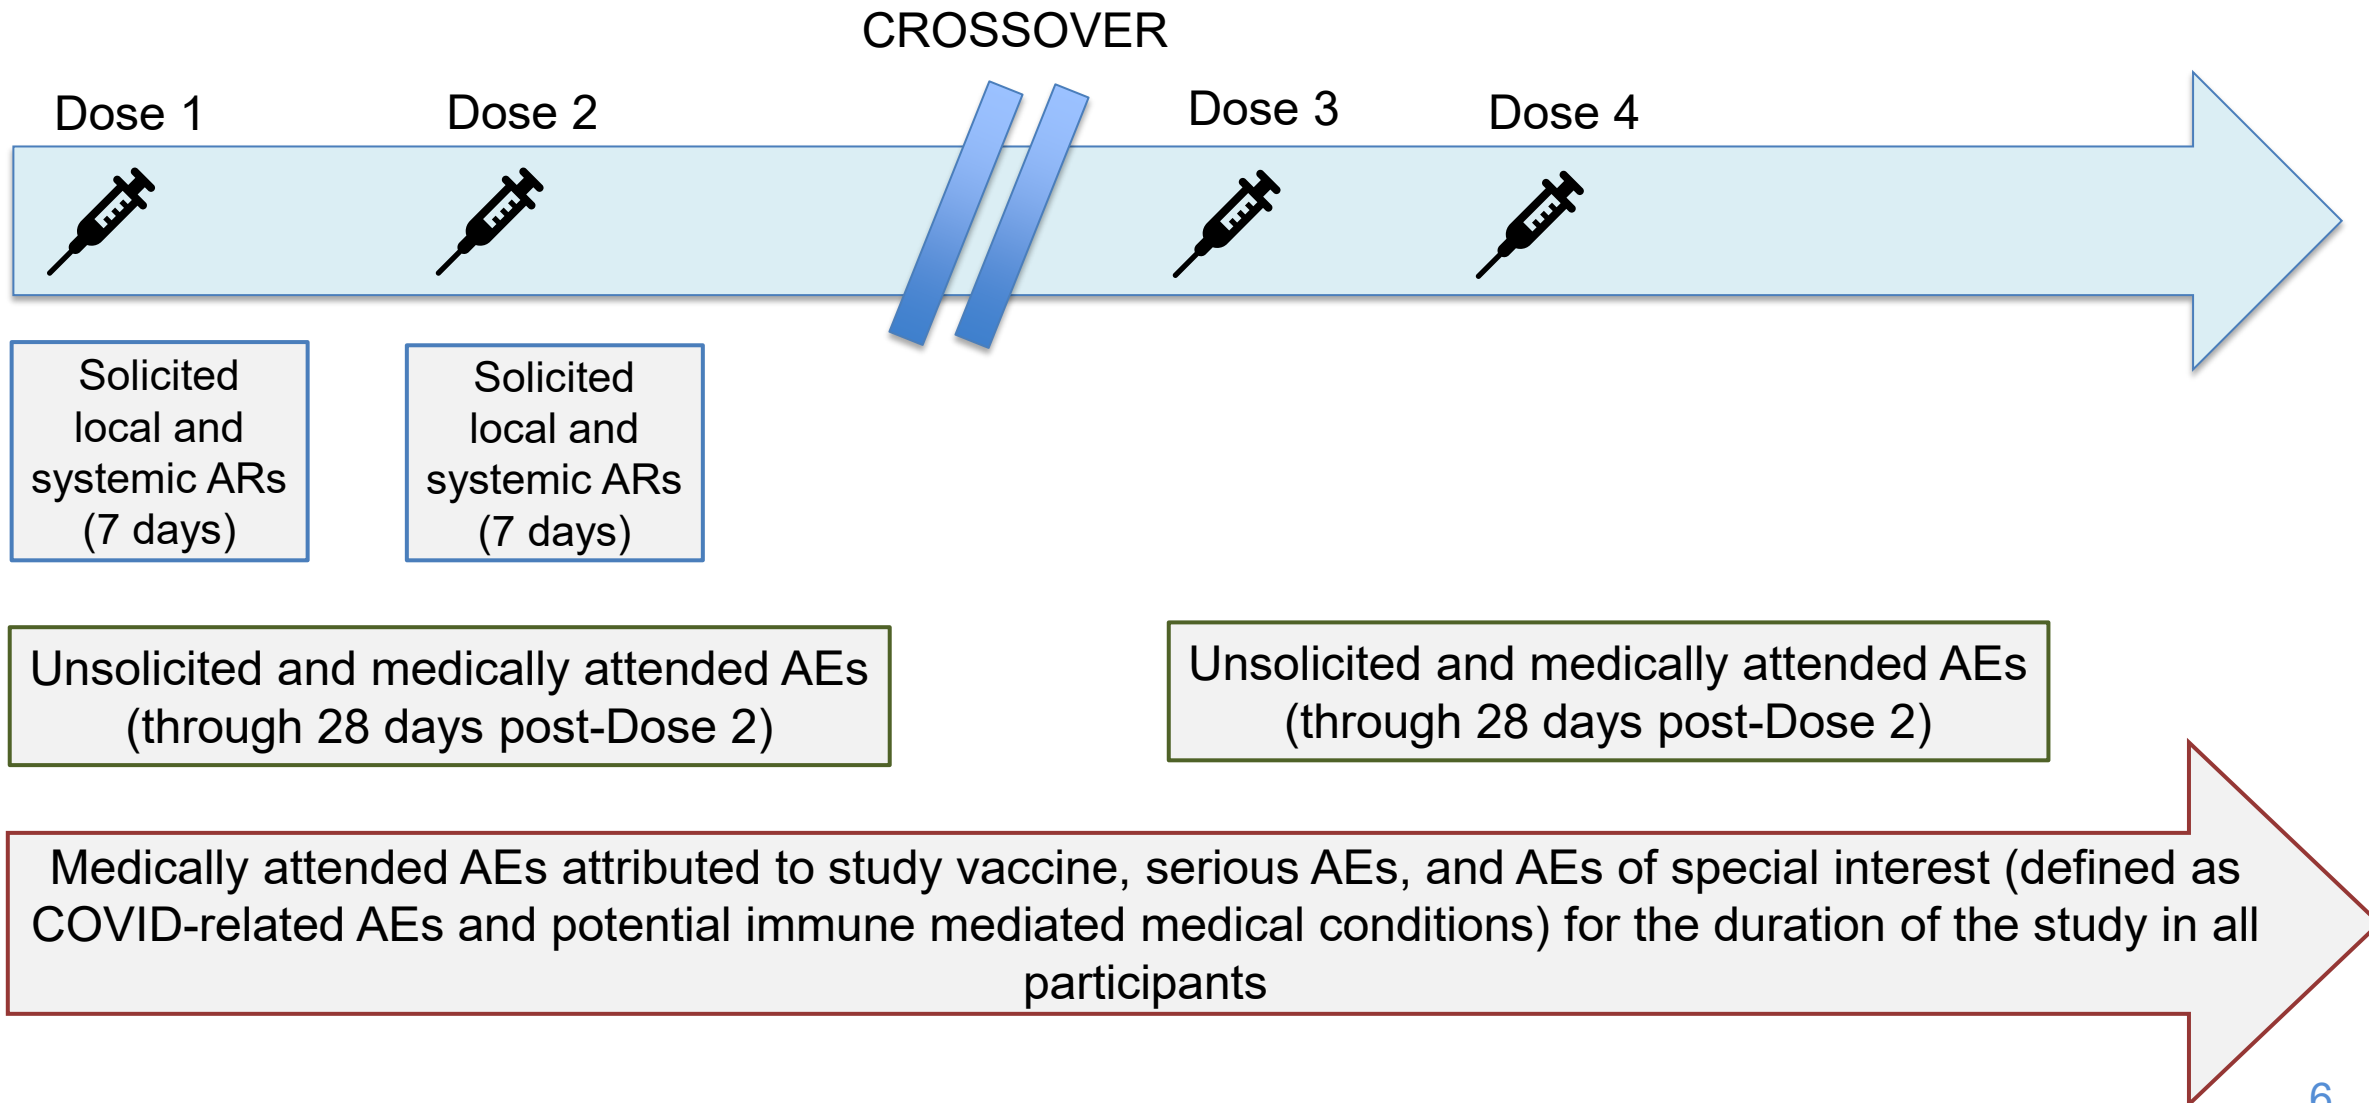 CROSSOVER
Dose 1
Dose 2
Dose 3
Dose 4
Solicited
local and
systemic ARs
(7 days)
Solicited
local and
systemic ARs
(7 days)
Unsolicited and medically attended AEs
(through 28 days post-Dose 2)
Unsolicited and medically attended AEs
(through 28 days post-Dose 2)
Medically attended AEs attributed to study vaccine, serious AEs, and AEs of special interest (defined as
COVID-related AEs and potential immune mediated medical conditions) for the duration of the study in all
participants
6